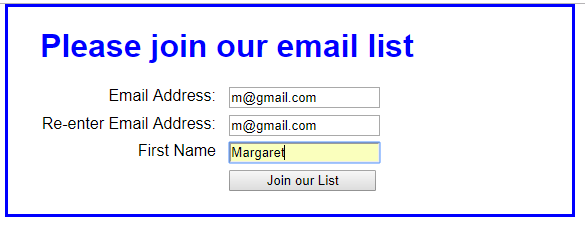 Please join our email list
Email Address: m@gmail.com
Re-enter Email Address: m@gmail.com
First Name Margaret
Join our List